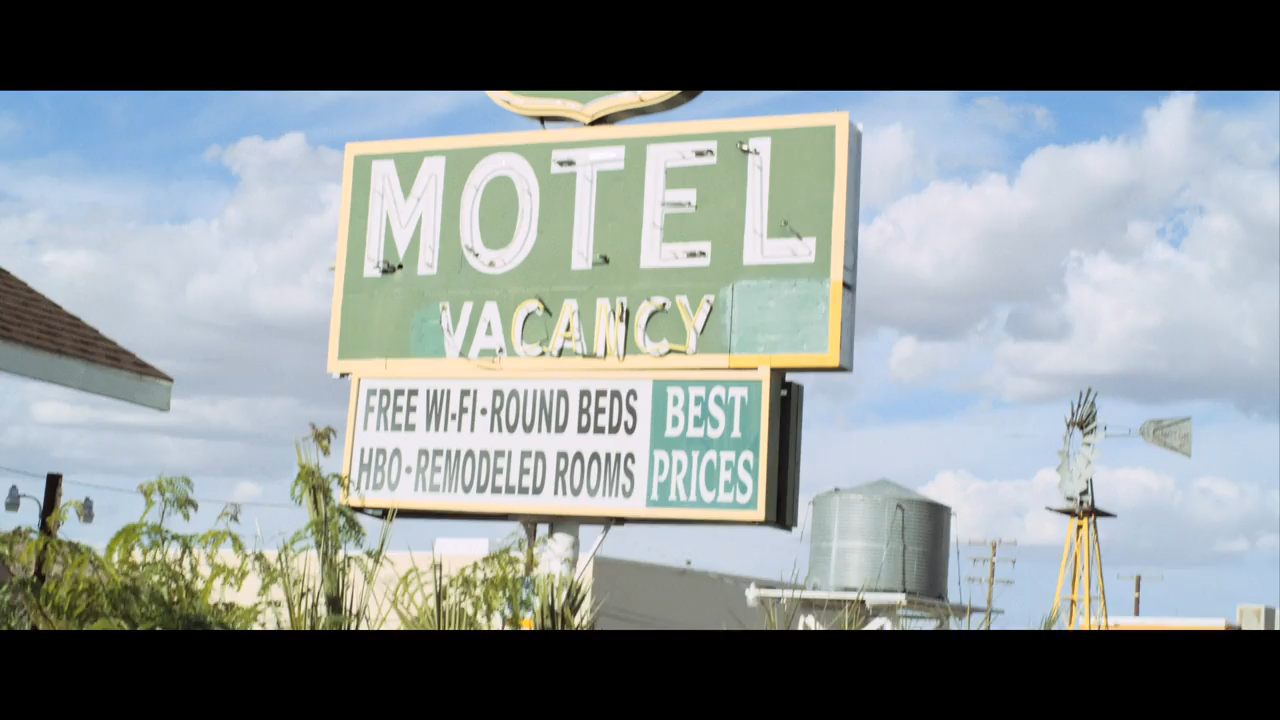 MOTEL
VACANCY
FREE WI-FI•ROUND BEDS
HBO•REMODELED ROOMS
BEST
PRICES